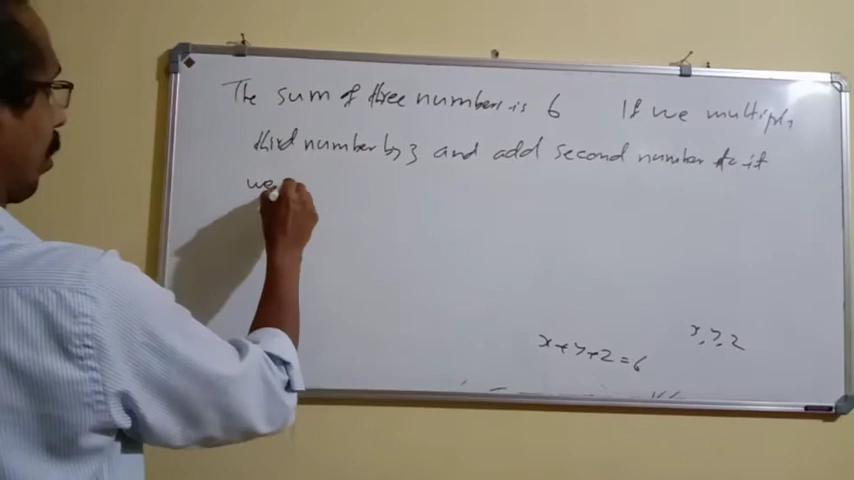 The sum of three numbers is 6 If we multiply
third number by 3 and add second number to it
we
x+y+z=6
x, y, z